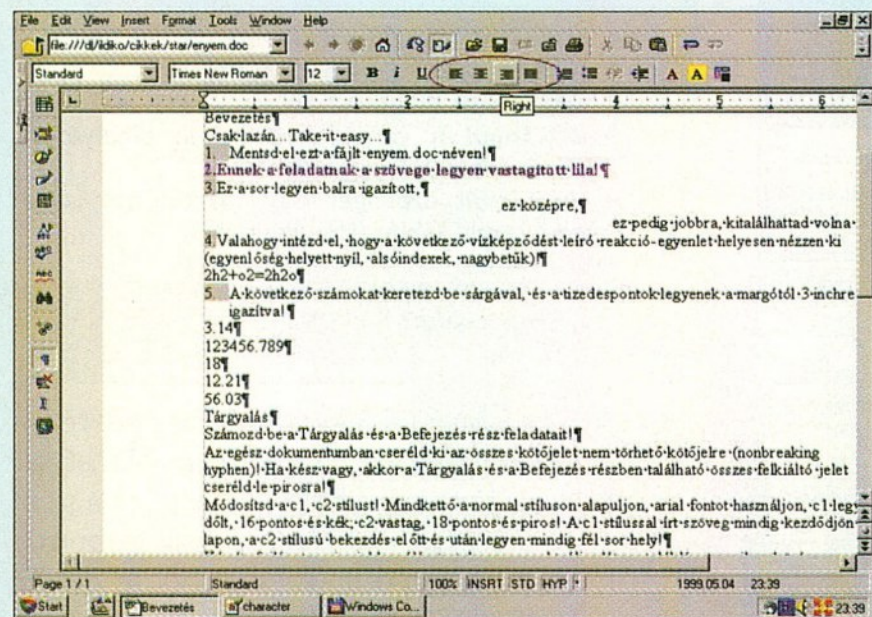 File Edit View Insert Format Tools Window Help
file:///d|/ildiko/cikkek/star/enyem.doc
Standard Times New Roman 12 B i U A A
Right
1 2 3 4 5 6
Bevezetés¶
Csak·lazán...Take·it·easy...¶
1. Mentsd·el·ezt·a·fájlt·enyem.doc·néven!¶
2.Ennek·a·feladatnak·a·szövege·legyen·vastagított·lila!¶
3.Ez·a·sor·legyen·balra·igazított,¶
ez·középre,¶
ez·pedig·jobbra,·kitalálhattad·volna·
4.Valahogy·intézd·el,·hogy·a·következő·vízképződést·leíró·reakció-egyenlet·helyesen·nézzen·ki
(egyenlőség·helyett·nyíl,·alsóindexek,·nagybetűk)!¶
2h2+o2=2h2o¶
5. A·következő·számokat·keretezd·be·sárgával,·és·a·tizedespontok·legyenek·a·margótól·3·inchre
igazítva!¶
3.14¶
123456.789¶
18¶
12.21¶
56.03¶
Tárgyalás¶
Számozd·be·a·Tárgyalás·és·a·Befejezés·rész·feladatait!¶
Az·egész·dokumentumban·cseréld·ki·az·összes·kötőjelet·nem·törhető·kötőjelre·(nonbreaking
hyphen)!·Ha·kész·vagy,·akkor·a·Tárgyalás·és·a·Befejezés·részben·található·összes·felkiáltó·jelet
cseréld·le·pirosra!¶
Módosítsd·a·c1,·c2·stílust!·Mindkettő·a·normal·stíluson·alapuljon,·arial·fontot·használjon,·c1·legy
dőlt,·16·pontos·és·kék;·c2·vastag,·18·pontos·és·piros!·A·c1·stílussal·írt·szöveg·mindig·kezdődjön
lapon,·a·c2·stílusú·bekezdés·előtt·és·után·legyen·mindig·fél·sor·hely!¶
Page 1 / 1 Standard 100% INSRT STD HYP * 1999.05.04 23:39
Start Bevezetés character Windows Co... 23:39